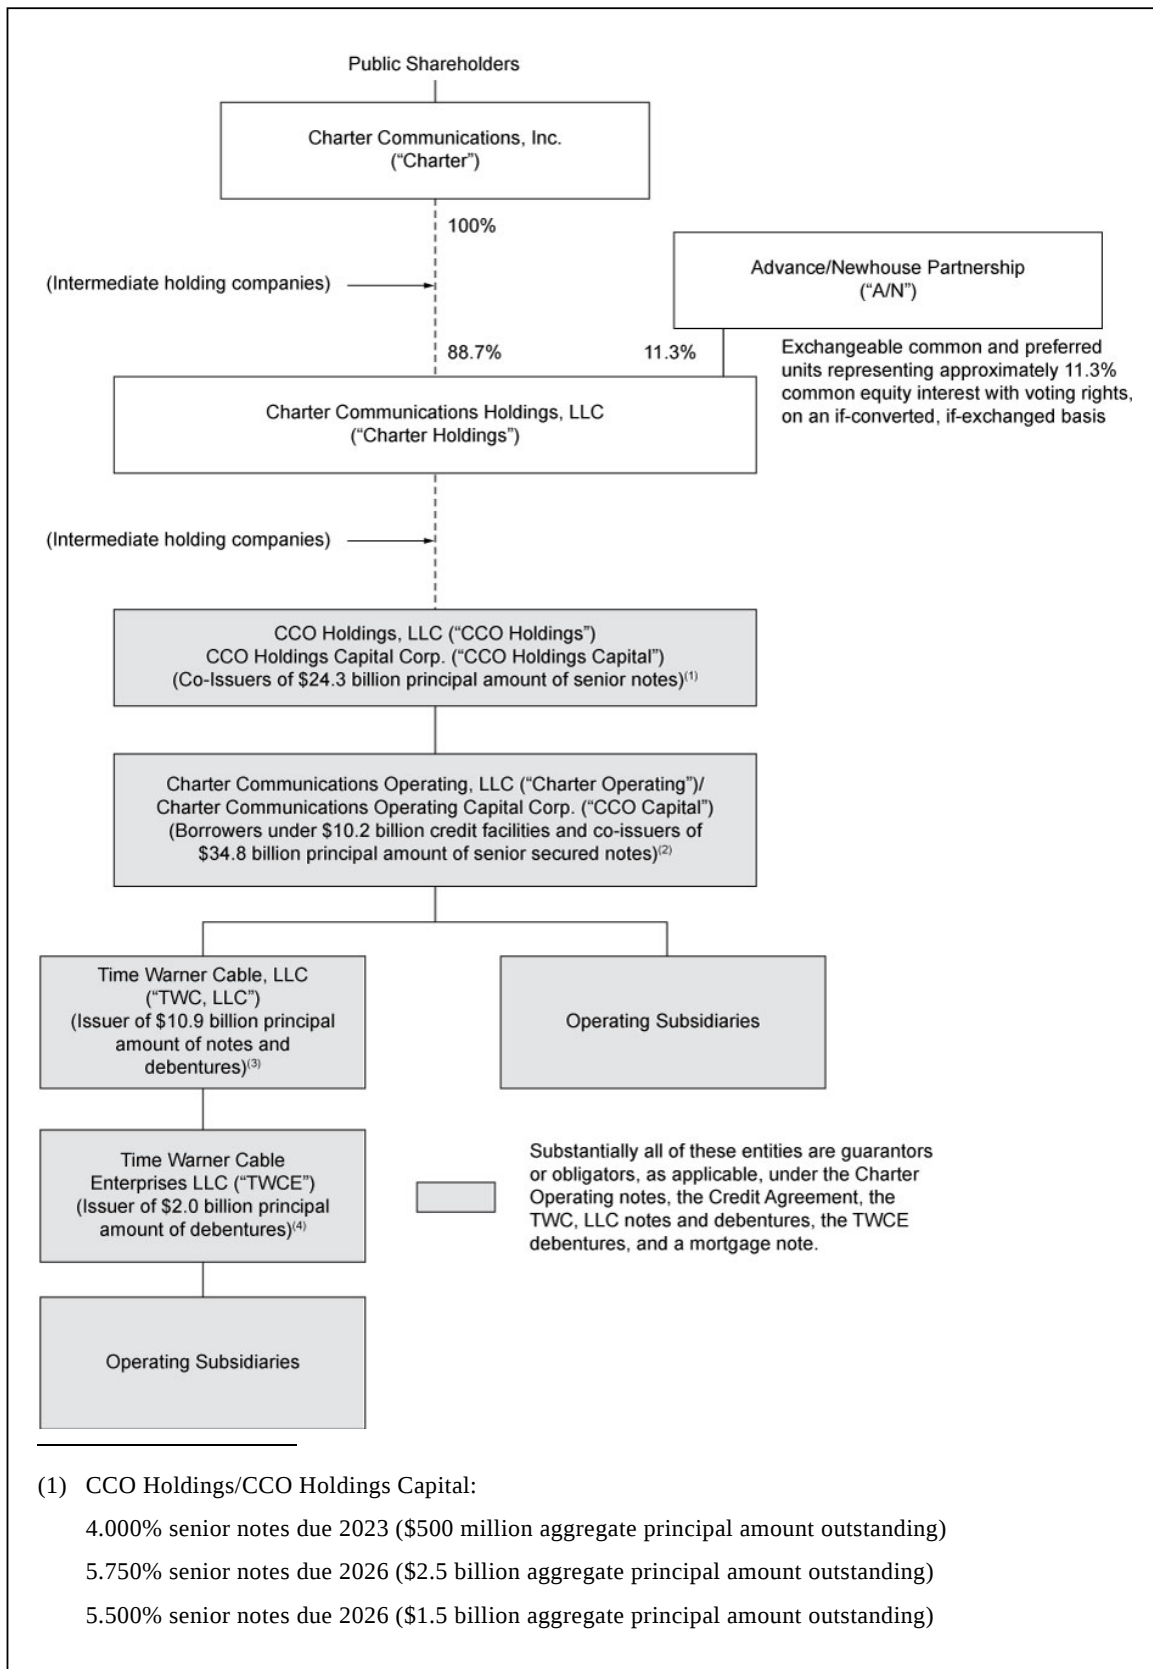 Public Shareholders
Charter Communications, Inc.
(“Charter”)
100%
(Intermediate holding companies)
Advance/Newhouse Partnership
(“A/N”)
88.7%
11.3%
Exchangeable common and preferred
units representing approximately 11.3%
common equity interest with voting rights,
on an if-converted, if-exchanged basis
Charter Communications Holdings, LLC
(“Charter Holdings”)
(Intermediate holding companies)
CCO Holdings, LLC (“CCO Holdings”)
CCO Holdings Capital Corp. (“CCO Holdings Capital”)
(Co-Issuers of $24.3 billion principal amount of senior notes)(1)
Charter Communications Operating, LLC (“Charter Operating”)/
Charter Communications Operating Capital Corp. (“CCO Capital”)
(Borrowers under $10.2 billion credit facilities and co-issuers of
$34.8 billion principal amount of senior secured notes)(2)
Time Warner Cable, LLC
(“TWC, LLC”)
(Issuer of $10.9 billion principal
amount of notes and
debentures)(3)
Operating Subsidiaries
Time Warner Cable
Enterprises LLC (“TWCE”)
(Issuer of $2.0 billion principal
amount of debentures)(4)
Substantially all of these entities are guarantors
or obligators, as applicable, under the Charter
Operating notes, the Credit Agreement, the
TWC, LLC notes and debentures, the TWCE
debentures, and a mortgage note.
Operating Subsidiaries
(1) CCO Holdings/CCO Holdings Capital:
4.000% senior notes due 2023 ($500 million aggregate principal amount outstanding)
5.750% senior notes due 2026 ($2.5 billion aggregate principal amount outstanding)
5.500% senior notes due 2026 ($1.5 billion aggregate principal amount outstanding)